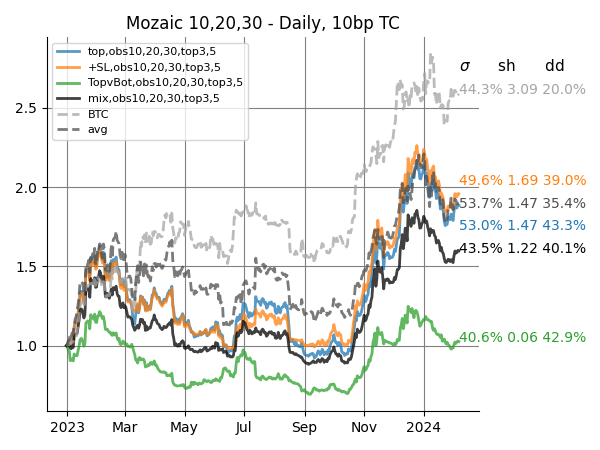 Mozaic 10,20,30 - Daily, 10bp TC
top,obs10,20,30,top3,5
+SL,obs10,20,30,top3,5
TopvBot,obs10,20,30,top3,5
mix,obs10,20,30,top3,5
BTC
avg
σ sh dd
44.3% 3.09 20.0%
49.6% 1.69 39.0%
53.7% 1.47 35.4%
53.0% 1.47 43.3%
43.5% 1.22 40.1%
40.6% 0.06 42.9%
2.5
2.0
1.5
1.0
2023 Mar May Jul Sep Nov 2024